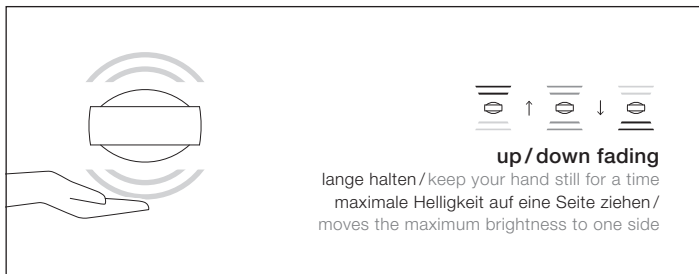 up/down fading
lange halten/keep your hand still for a time
maximale Helligkeit auf eine Seite ziehen/
moves the maximum brightness to one side